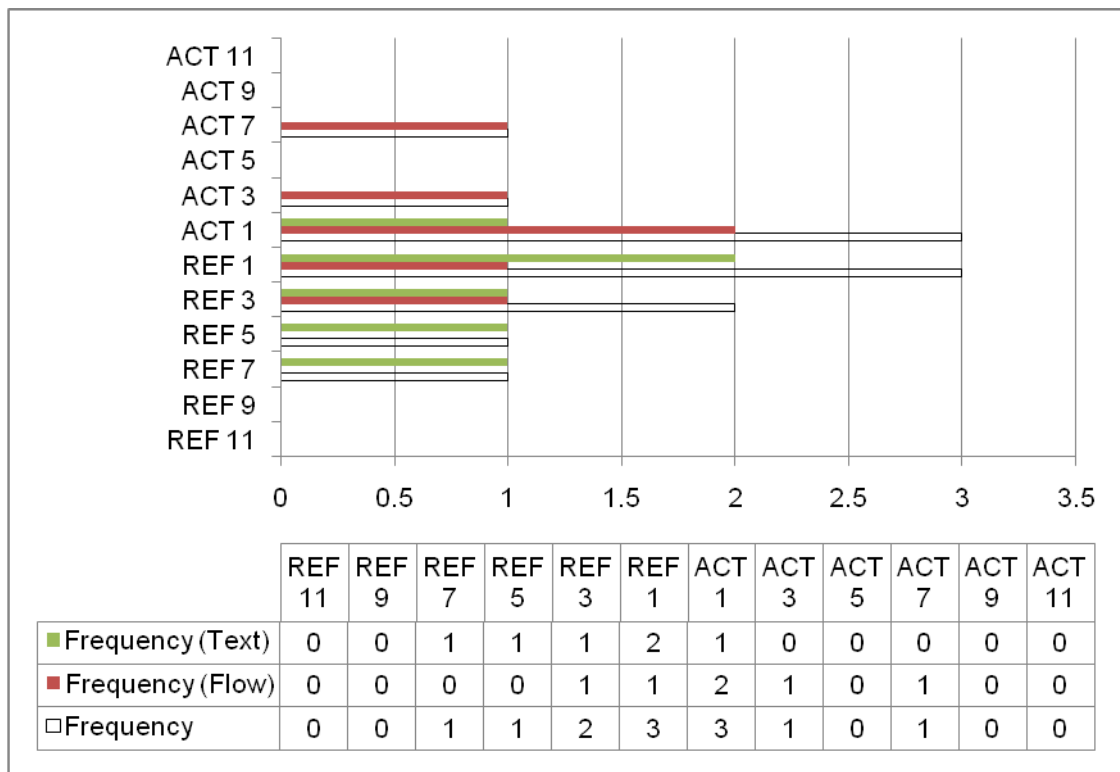 ACT 11
ACT 9
ACT 7
ACT 5
ACT 3
ACT 1
REF 1
REF 3
REF 5
REF 7
REF 9
REF 11
0 0.5 1 1.5 2 2.5 3 3.5
REF REF REF REF REF REF ACT ACT ACT ACT ACT ACT
11 9 7 5 3 1 1 3 5 7 9 11
Frequency (Text) 0 0 1 1 1 2 1 0 0 0 0 0
Frequency (Flow) 0 0 0 0 1 1 2 1 0 1 0 0
Frequency 0 0 1 1 2 3 3 1 0 1 0 0